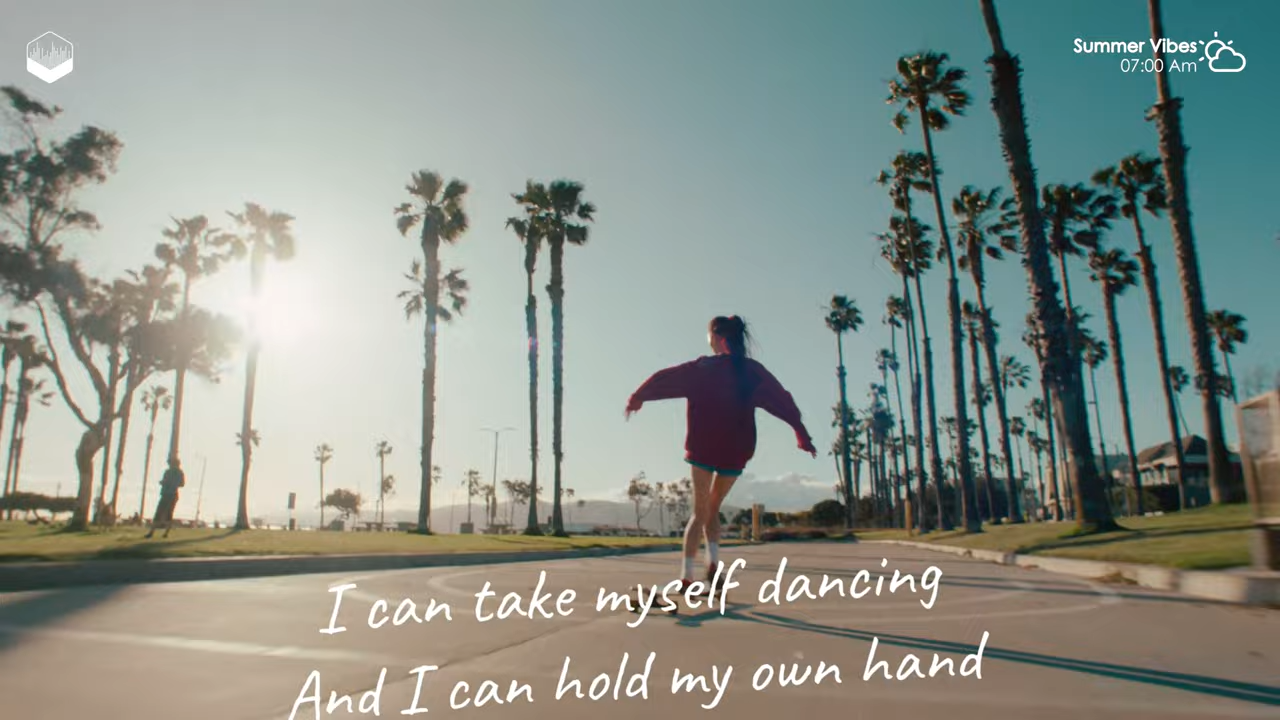 Summer Vibes
07:00 Am
I can take myself dancing
And I can hold my own hand